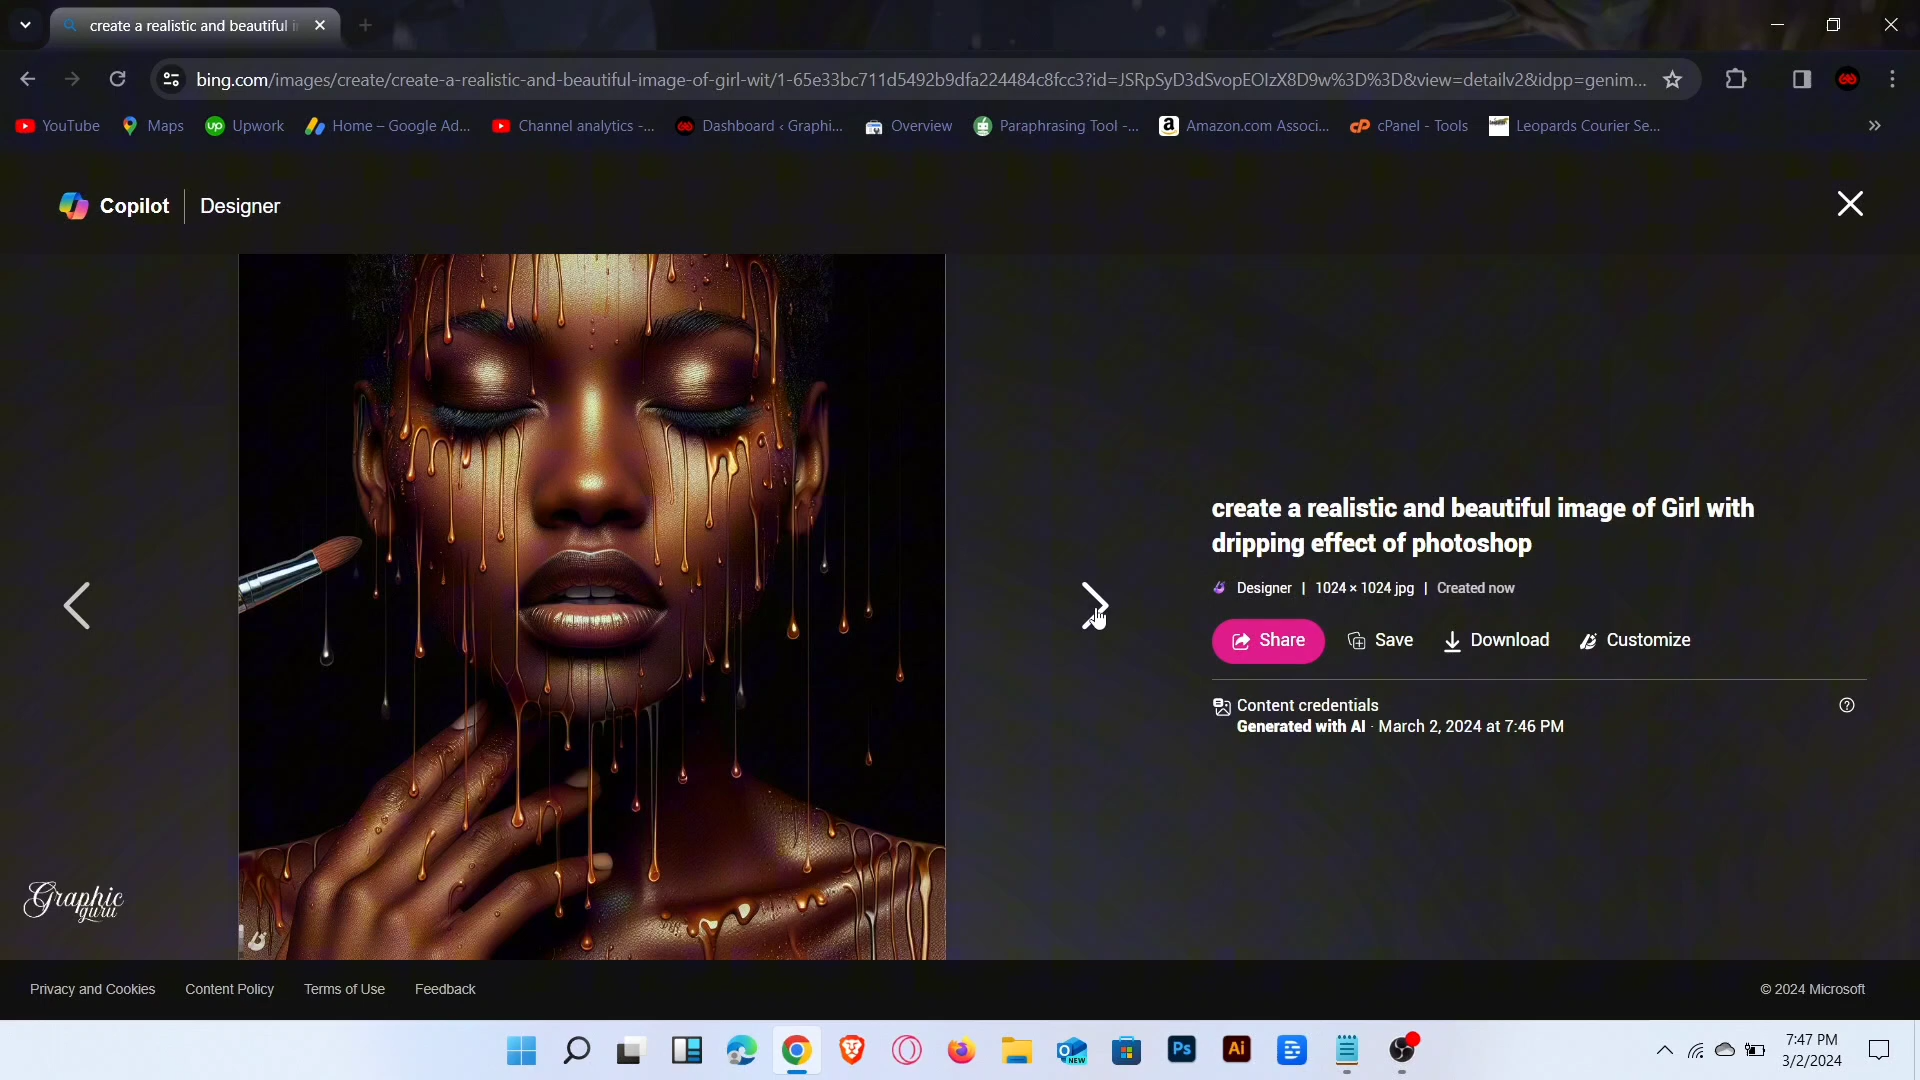 create a realistic and beautiful i
bing.com/images/create/create-a-realistic-and-beautiful-image-of-girl-wit/1-65e33bc711d5492b9dfa224484c8fcc3?id=JSRpSyD3dSvopEOlzX8D9w%3D%3D&view=detailv2&idpp=genim...
YouTube Maps Upwork Home – Google Ad... Channel analytics -... Dashboard ‹ Graphi... Overview Paraphrasing Tool -... Amazon.com Associ... cPanel - Tools Leopards Courier Se... »
Copilot | Designer
create a realistic and beautiful image of Girl with
dripping effect of photoshop
Designer | 1024 × 1024 jpg | Created now
Share Save Download Customize
Content credentials
Generated with AI · March 2, 2024 at 7:46 PM
Graphic
guru
Privacy and Cookies Content Policy Terms of Use Feedback © 2024 Microsoft
NEW Ps Ai
7:47 PM
3/2/2024